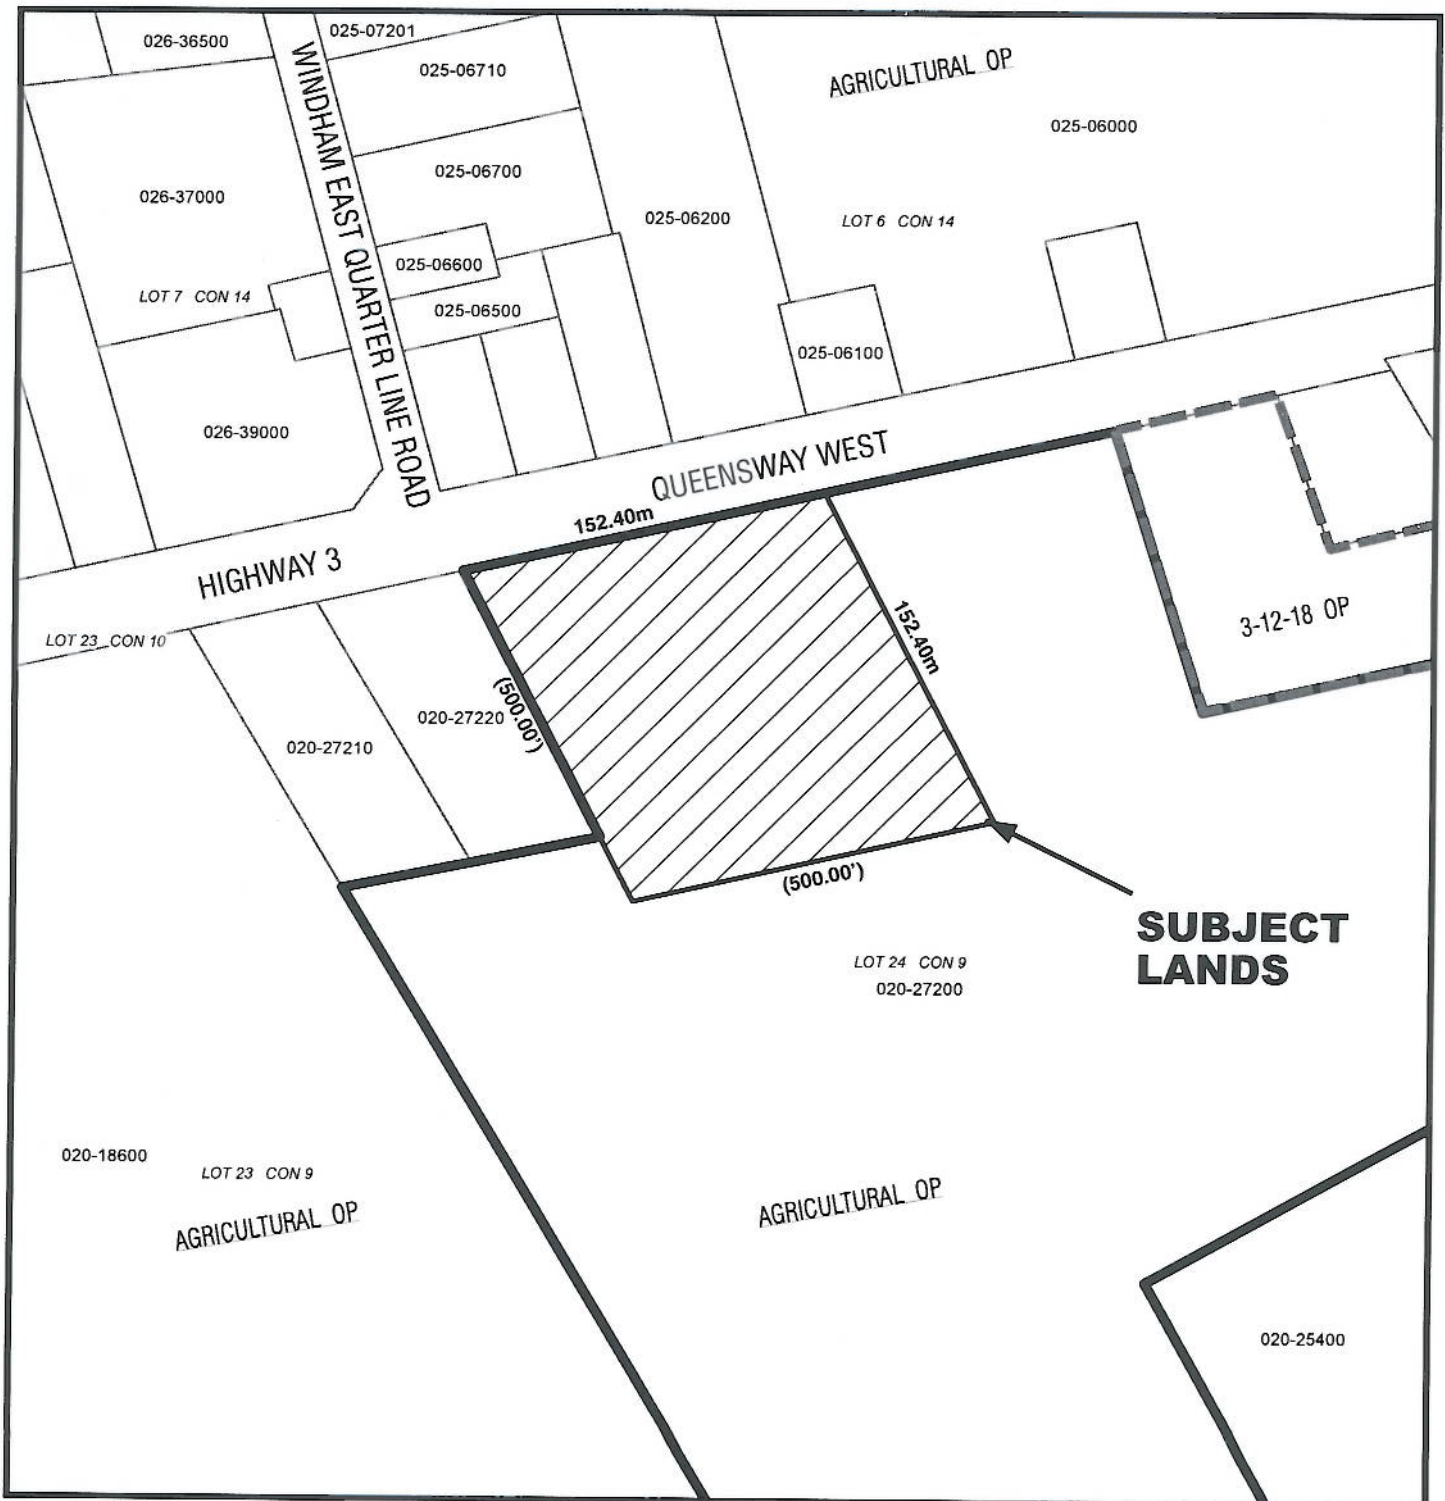 026-36500
025-07201
025-06710
AGRICULTURAL OP
025-06000
WINDHAM EAST QUARTER LINE ROAD
025-06700
026-37000
025-06200
LOT 6 CON 14
025-06600
LOT 7 CON 14
025-06500
025-06100
026-39000
QUEENSWAY WEST
152.40m
HIGHWAY 3
LOT 23 CON 10
152.40m
3-12-18 OP
(500.00')
020-27220
020-27210
(500.00')
SUBJECT
LANDS
LOT 24 CON 9
020-27200
020-18600
LOT 23 CON 9
AGRICULTURAL OP
AGRICULTURAL OP
020-25400